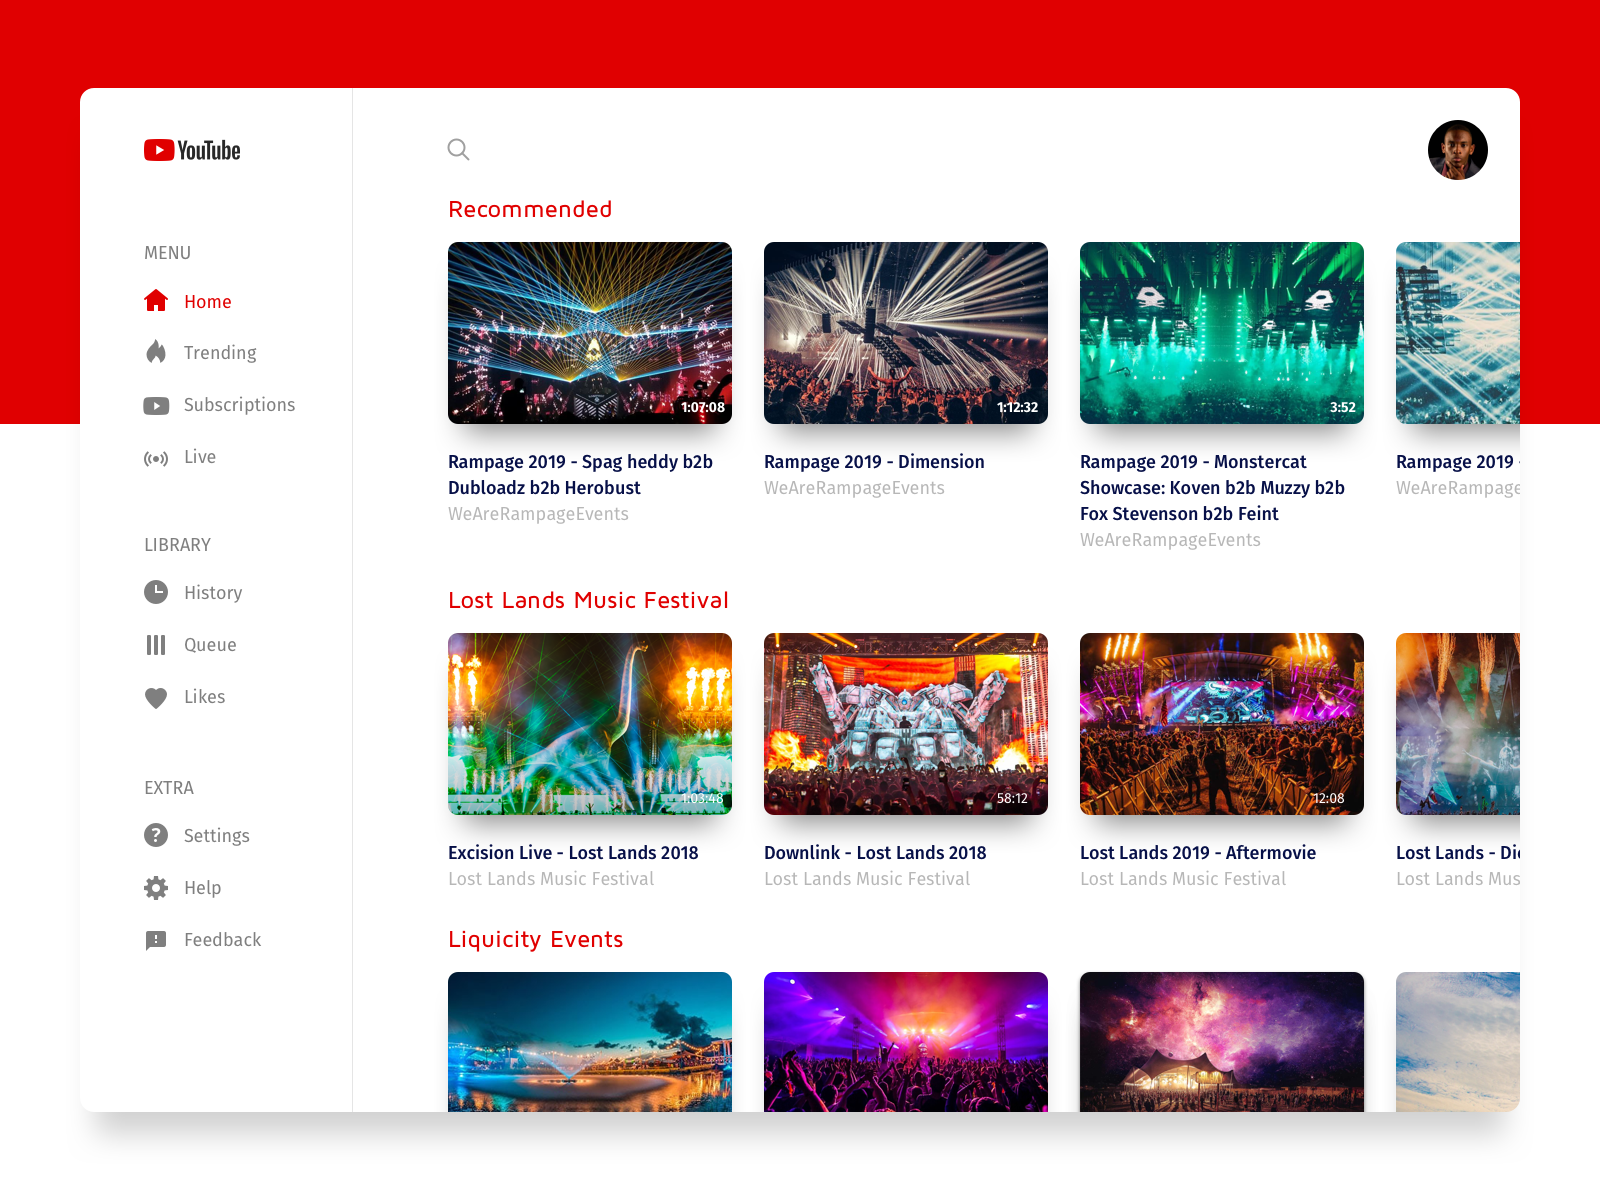 YouTube
MENU
Home
Trending
Subscriptions
Live
LIBRARY
History
Queue
Likes
EXTRA
Settings
Help
Feedback
Recommended
1:07:08
1:12:32
3:52
Rampage 2019 - Spag heddy b2b
Dubloadz b2b Herobust
WeAreRampageEvents
Rampage 2019 - Dimension
WeAreRampageEvents
Rampage 2019 - Monstercat
Showcase: Koven b2b Muzzy b2b
Fox Stevenson b2b Feint
WeAreRampageEvents
Rampage 2019 -
WeAreRampage
Lost Lands Music Festival
1:03:48
58:12
12:08
Excision Live - Lost Lands 2018
Lost Lands Music Festival
Downlink - Lost Lands 2018
Lost Lands Music Festival
Lost Lands 2019 - Aftermovie
Lost Lands Music Festival
Lost Lands - Di
Lost Lands Mus
Liquicity Events